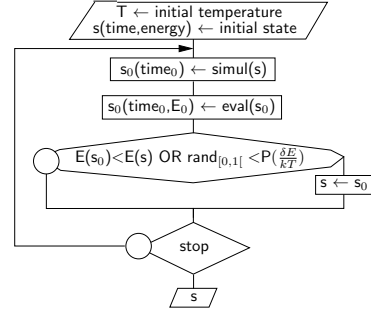 T ← initial temperature
s(time,energy) ← initial state
s₀(time₀) ← simul(s)
s₀(time₀,E₀) ← eval(s₀)
E(s₀)<E(s) OR rand[0,1[ <P(δE/kT)
s ← s₀
stop
s